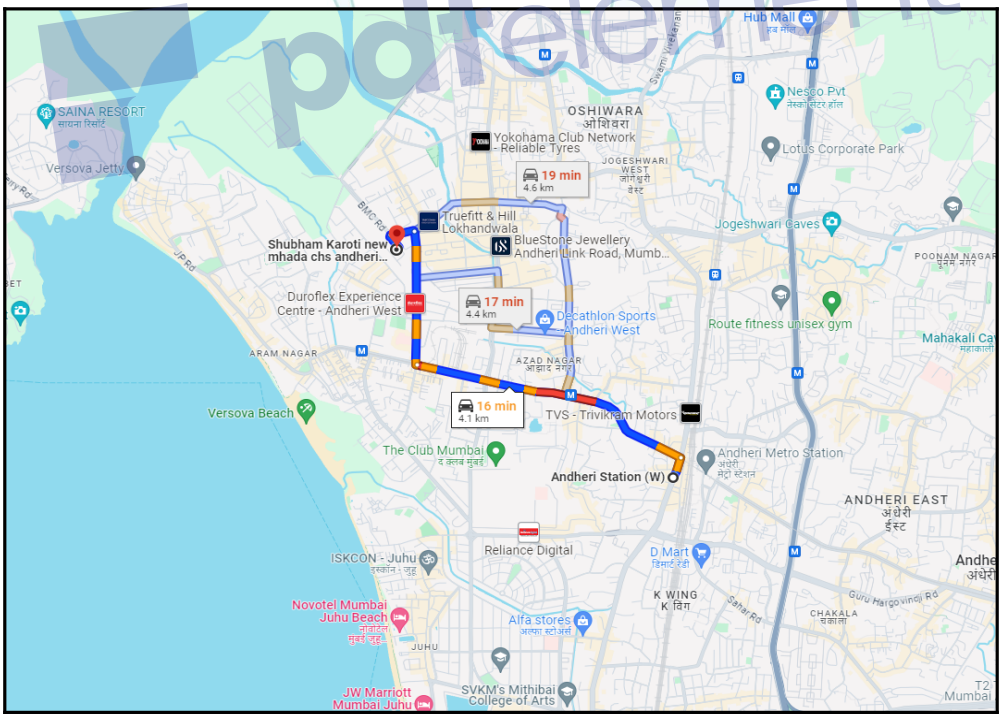 portelement
Hub Mall
हब मॉल
Swami Vivekanan
SAINA RESORT
सायना रिसॉर्ट
Nesco Pvt
OSHIWARA
ओशिवरा
Yokohama Club Network
- Reliable Tyres
Lotus Corporate Park
Versova Jetty
JOGESHWARI
WEST
जोगेश्वरी
वेस्ट
19 min
4.6 km
BMC Rd
Truefitt & Hill
Lokhandwala
Jogeshwari Caves
Shubham Karoti new
mhada chs andheri...
BlueStone Jewellery
Andheri Link Road, Mumb...
POONAM NAGAR
पूनम नगर
JP Rd
Duroflex Experience
Centre - Andheri West
17 min
4.4 km
Decathlon Sports
- Andheri West
Route fitness unisex gym
Mahakali Ca
ARAM NAGAR
AZAD NAGAR
आझाद नगर
16 min
4.1 km
Versova Beach
TVS - Trivikram Motors
The Club Mumbai
द क्लब मुंबई
Andheri Metro Station
अंधेरी
मेट्रो स्टेशन
Andheri Station (W)
ANDHERI EAST
अंधेरी
ईस्ट
Reliance Digital
ISKCON - Juhu
इस्कॉन - जुहू
D Mart
Andhe
अंधेरी
K WING
K विंग
Sahar Rd
Guru Hargovindji Rd
Novotel Mumbai
Juhu Beach
नोवोटेल
मुंबई जुहू...
Alfa stores
अल्फा स्टोअर्स
CHAKALA
चकाला
JUHU
SVKM's Mithibai
College of Arts
JW Marriott
Mumbai Juhu
T2
Mumbai